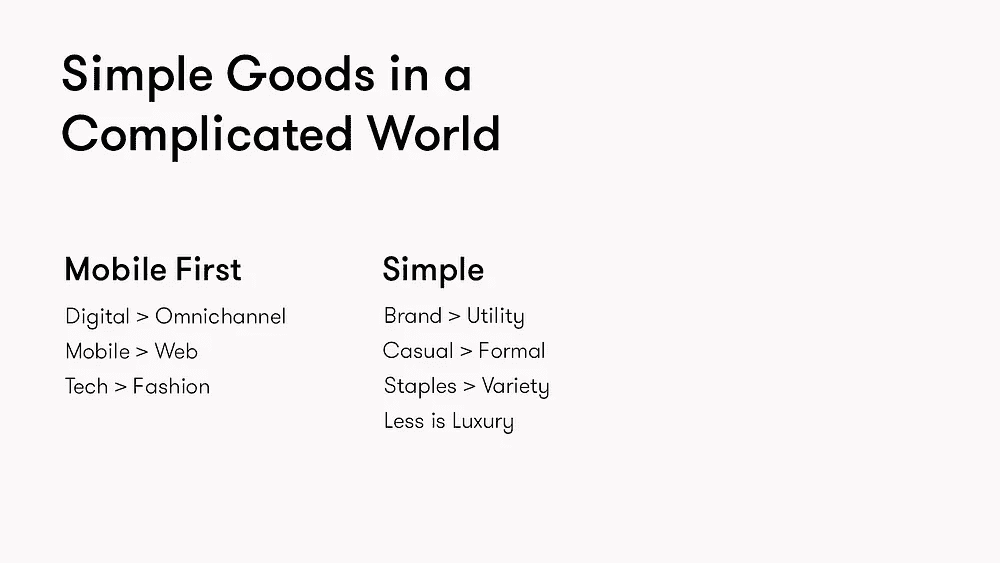 Simple Goods in a
Complicated World
Mobile First
Digital > Omnichannel
Mobile > Web
Tech > Fashion
Simple
Brand > Utility
Casual > Formal
Staples > Variety
Less is Luxury